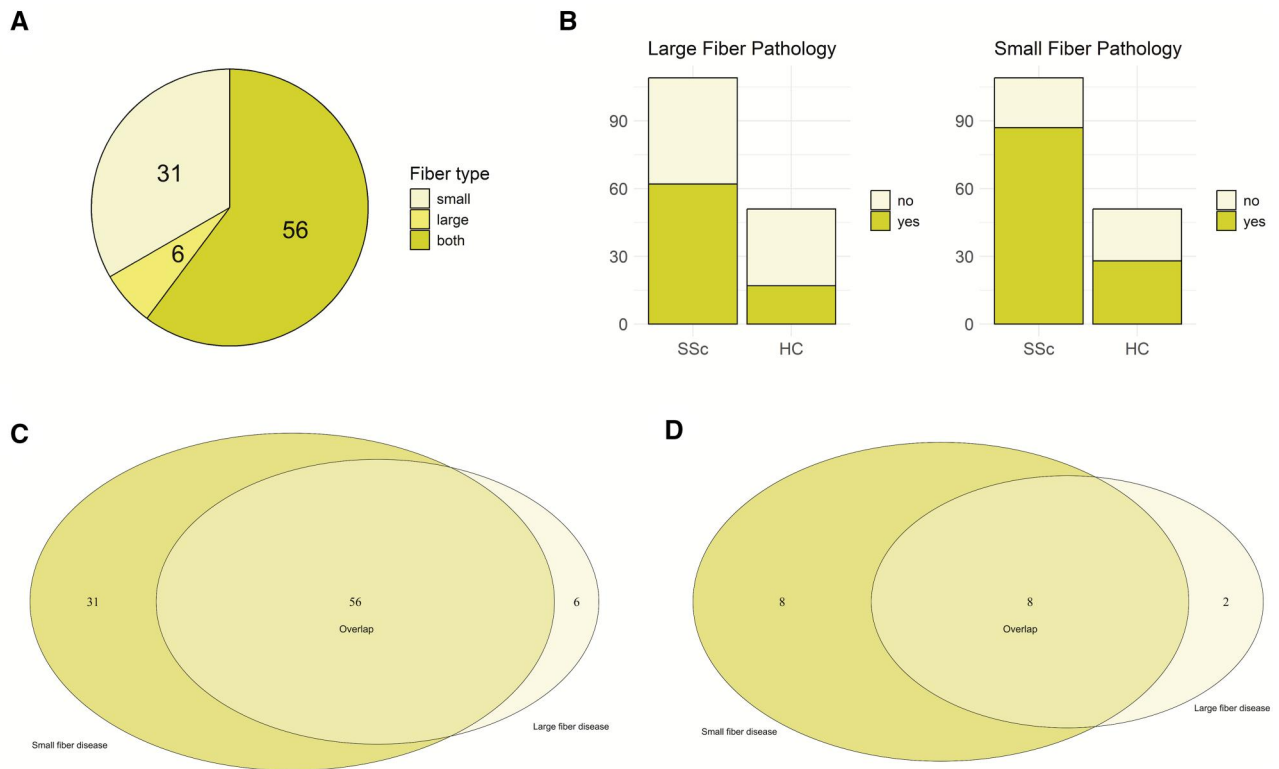 A
31
6
56
Fiber type
small
large
both
B
Large Fiber Pathology
90
60
30
0
SSc
HC
no
yes
Small Fiber Pathology
90
60
30
0
SSc
HC
no
yes
C
31
56
6
Overlap
Large fiber disease
Small fiber disease
D
8
8
2
Overlap
Large fiber disease
Small fiber disease